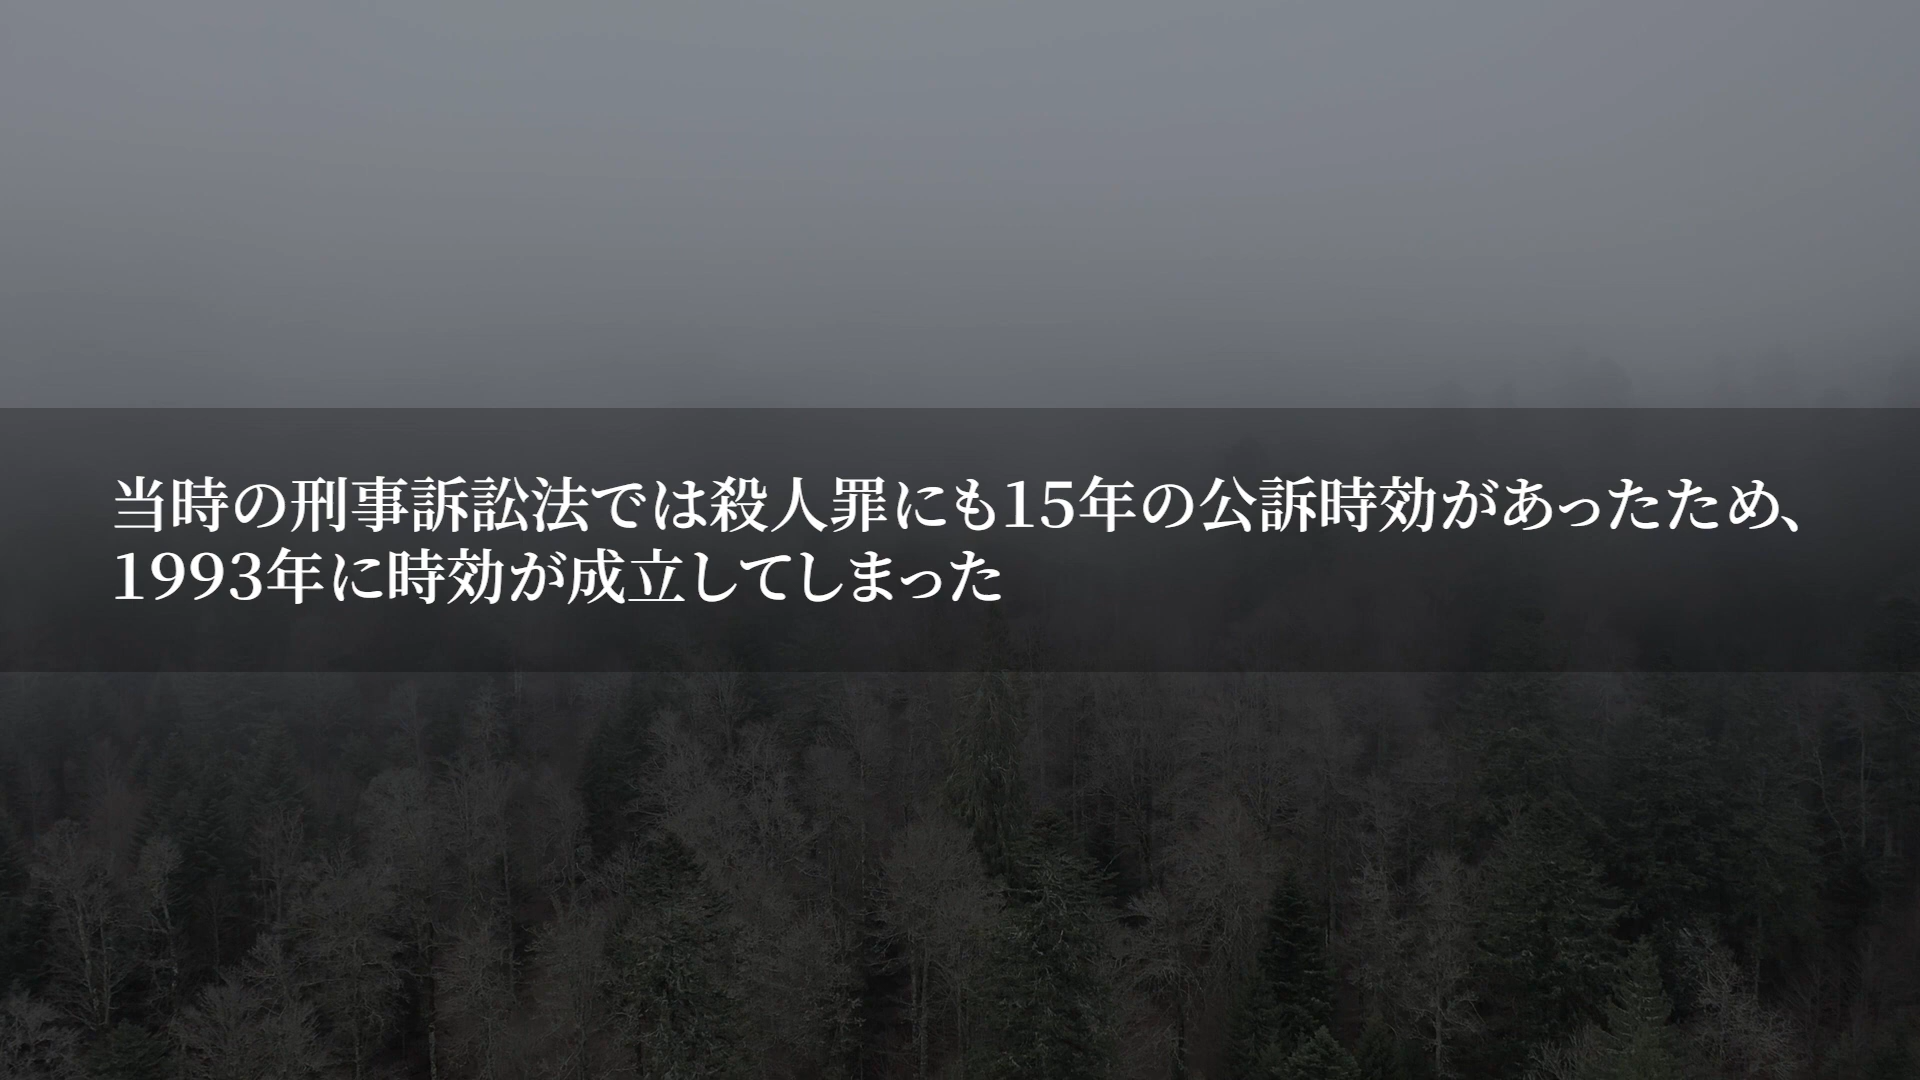 当時の刑事訴訟法では殺人罪にも15年の公訴時効があったため、
1993年に時効が成立してしまった